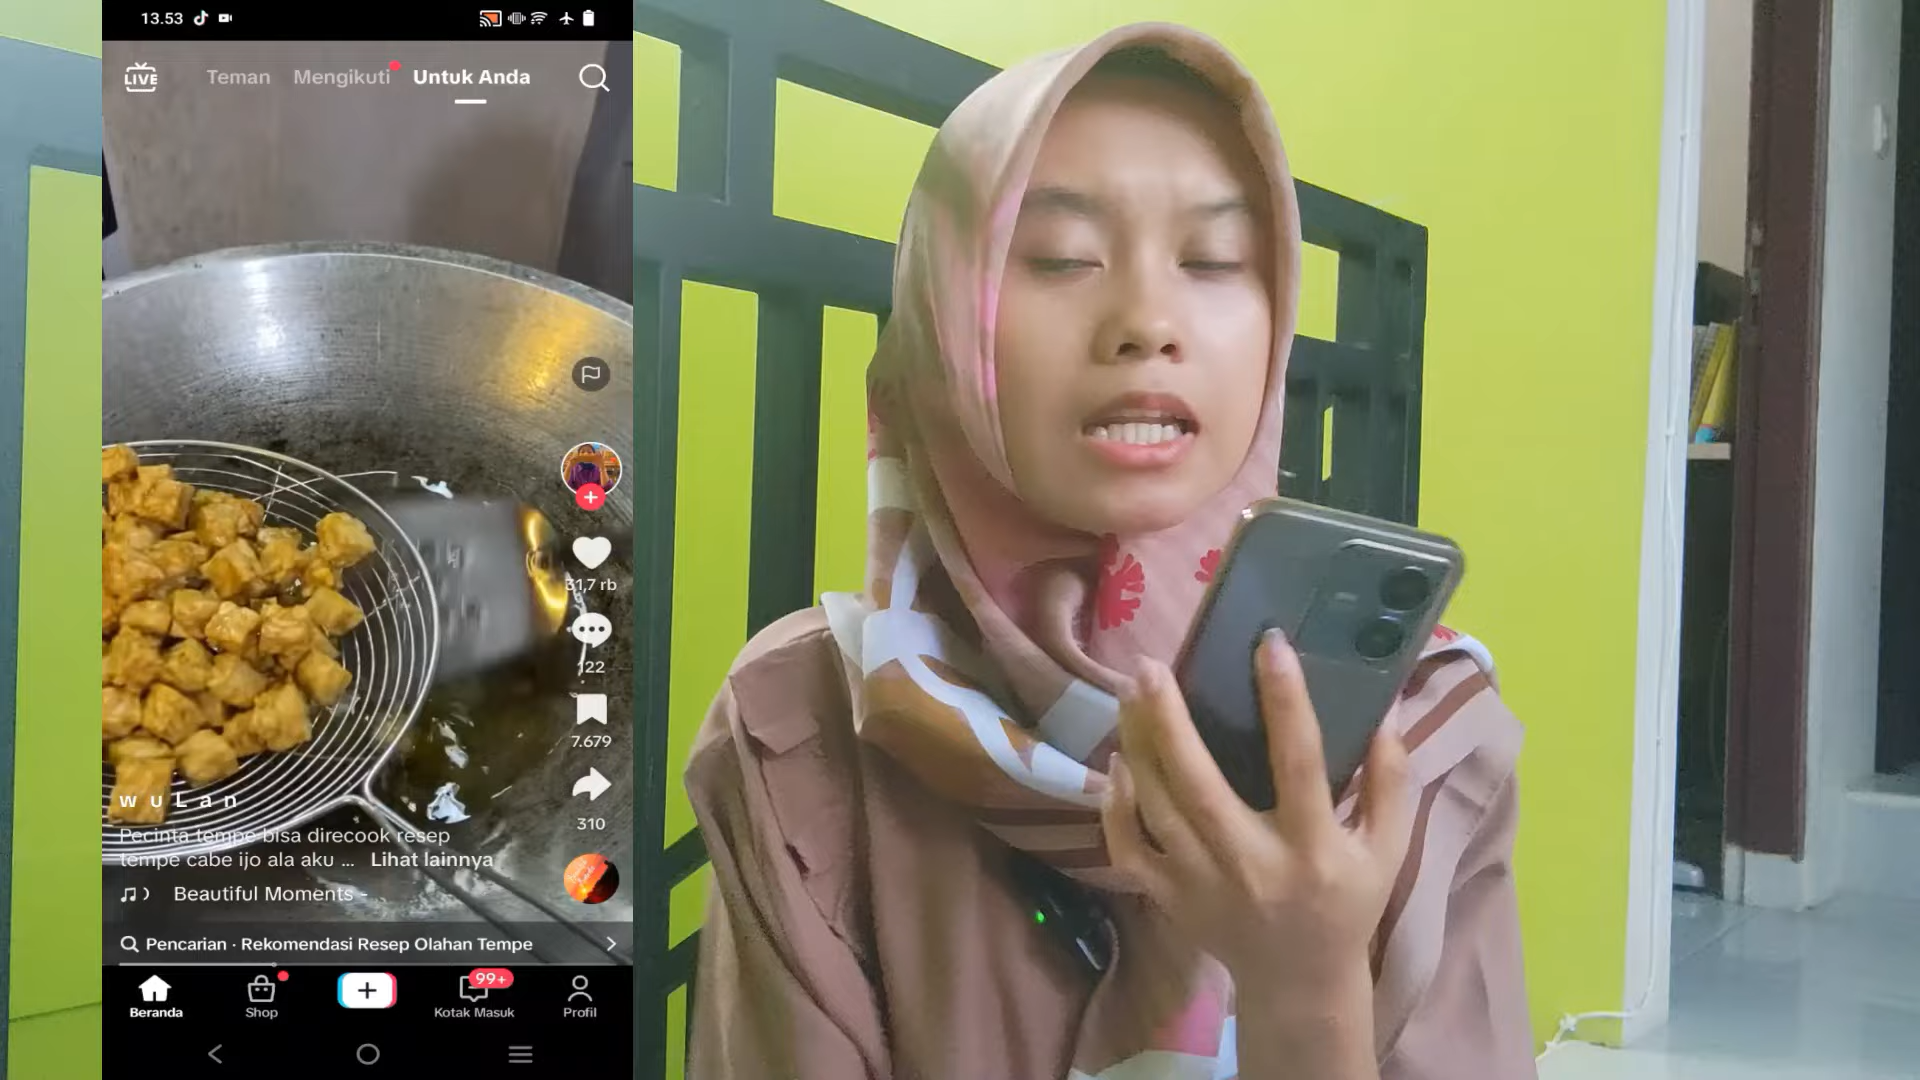 13.53
LIVE
Teman Mengikuti Untuk Anda
31,7 rb
122
7.679
310
w u L a n
Pecinta tempe bisa direcook resep
tempe cabe ijo ala aku ... Lihat lainnya
Beautiful Moments -
Pencarian · Rekomendasi Resep Olahan Tempe
99+
Beranda Shop Kotak Masuk Profil